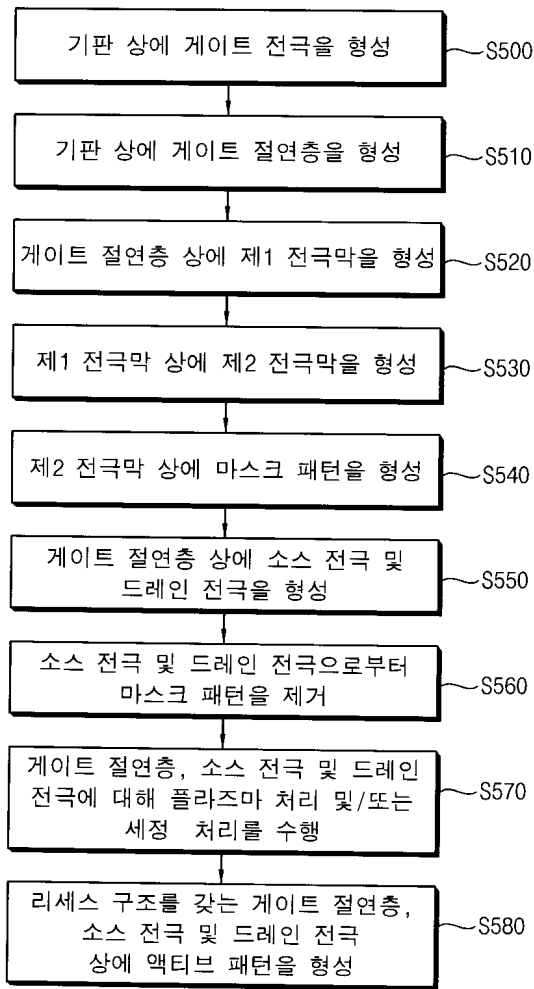 기판 상에 게이트 전극을 형성
S500
기판 상에 게이트 절연층을 형성
S510
게이트 절연층 상에 제1 전극막을 형성
S520
제1 전극막 상에 제2 전극막을 형성
S530
제2 전극막 상에 마스크 패턴을 형성
S540
게이트 절연층 상에 소스 전극 및
드레인 전극을 형성
S550
소스 전극 및 드레인 전극으로부터
마스크 패턴을 제거
S560
게이트 절연층, 소스 전극 및 드레인
전극에 대해 플라즈마 처리 및/또는
세정 처리를 수행
S570
리세스 구조를 갖는 게이트 절연층,
소스 전극 및 드레인 전극
상에 액티브 패턴을 형성
S580